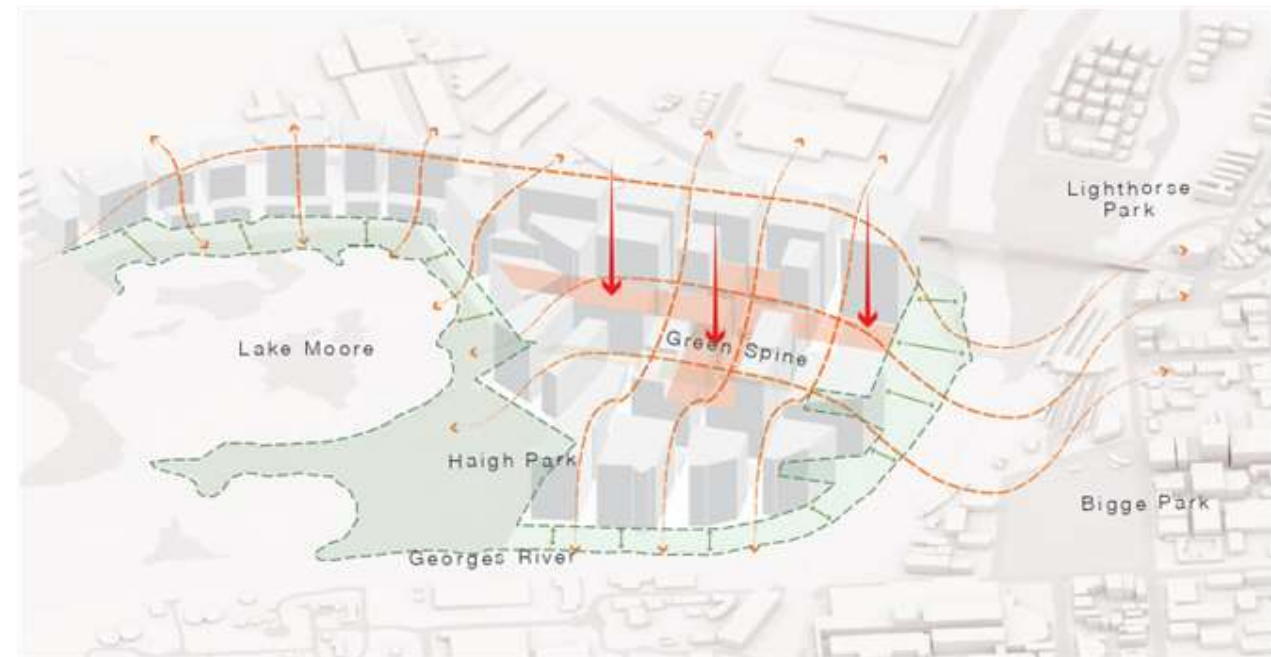 Lighthorse
Park
Lake Moore
Green Spine
Haigh Park
Bigge Park
Georges River